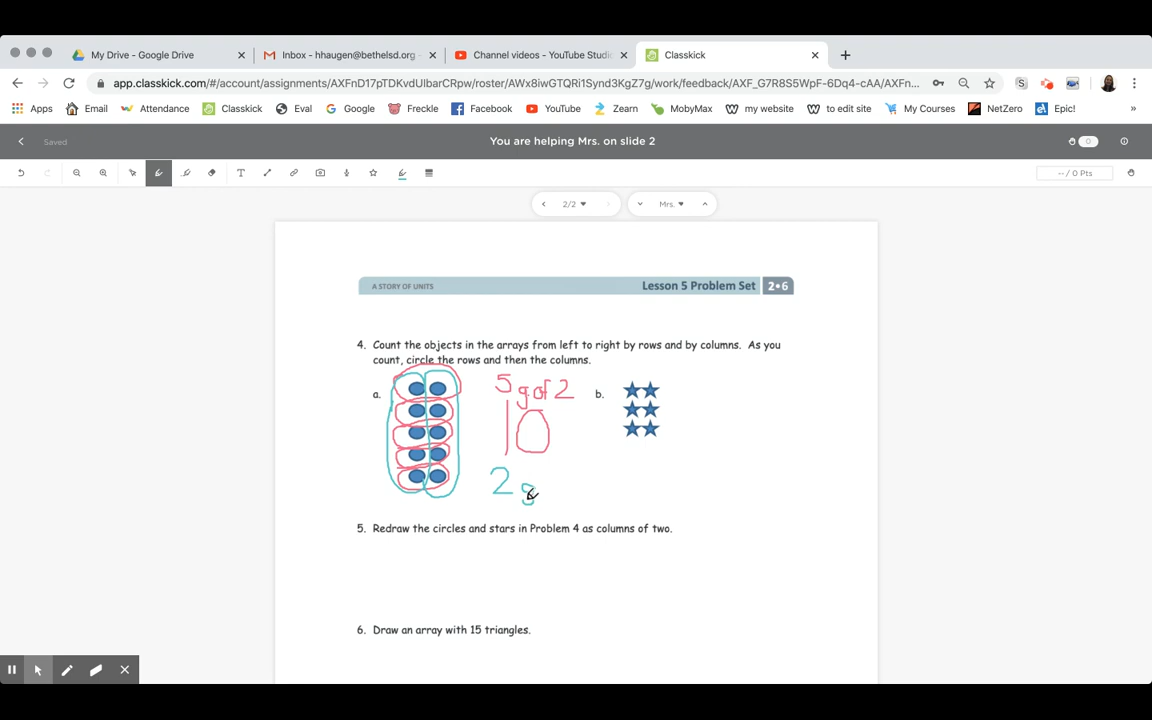 My Drive - Google Drive
Inbox - hhaugen@bethelsd.org -
Channel videos - YouTube Studi
Classkick
app.classkick.com/#/account/assignments/AXFnD17pTDKvdUIbarCRpw/roster/AWx8iwGTQRi1Synd3KgZ7g/work/feedback/AXF_G7R8S5WpF-6Dq4-cAA/AXFn...
Apps Email Attendance Classkick Eval Google Freckle Facebook YouTube Zearn MobyMax my website to edit site My Courses NetZero Epic! »
Saved
You are helping Mrs. on slide 2
0
-- / 0 Pts
2/2
Mrs.
A STORY OF UNITS
Lesson 5 Problem Set 2•6
4. Count the objects in the arrays from left to right by rows and by columns. As you
count, circle the rows and then the columns.
a.
5 g. of 2
10
2 g
b.
5. Redraw the circles and stars in Problem 4 as columns of two.
6. Draw an array with 15 triangles.